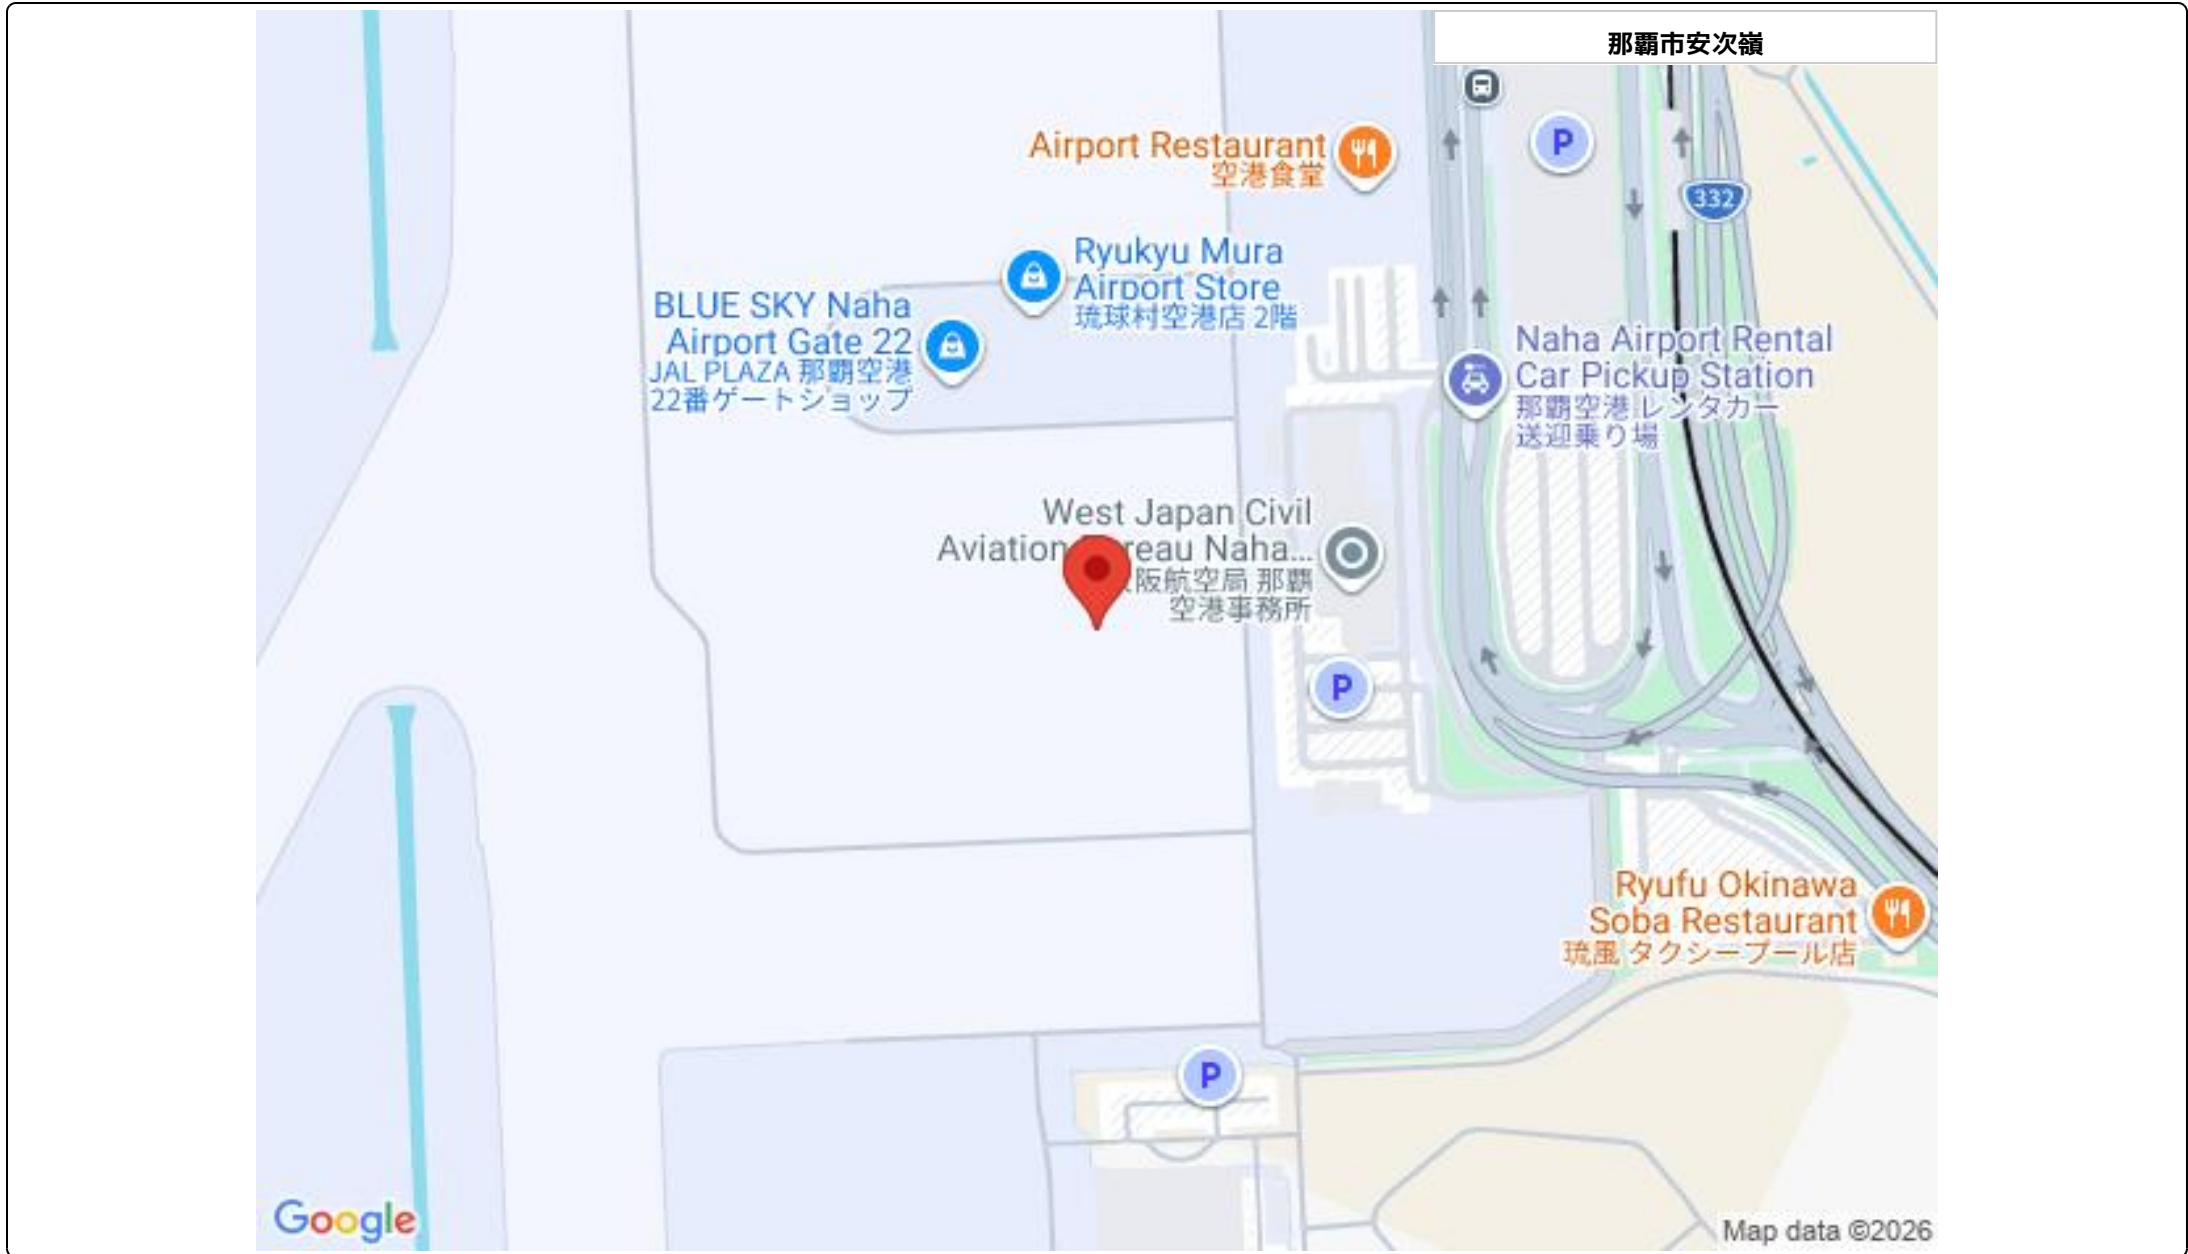 那覇市安次嶺
Airport Restaurant
空港食堂
P
332
Ryukyu Mura
Airport Store
琉球村空港店 2階
BLUE SKY Naha
Airport Gate 22
JAL PLAZA 那覇空港
22番ゲートショップ
Naha Airport Rental
Car Pickup Station
那覇空港 レンタカー
送迎乗り場
West Japan Civil
Aviation reau Naha...
阪航空局 那覇
空港事務所
P
Ryufu Okinawa
Soba Restaurant
琉風 タクシープール店
P
Google
Map data ©2026